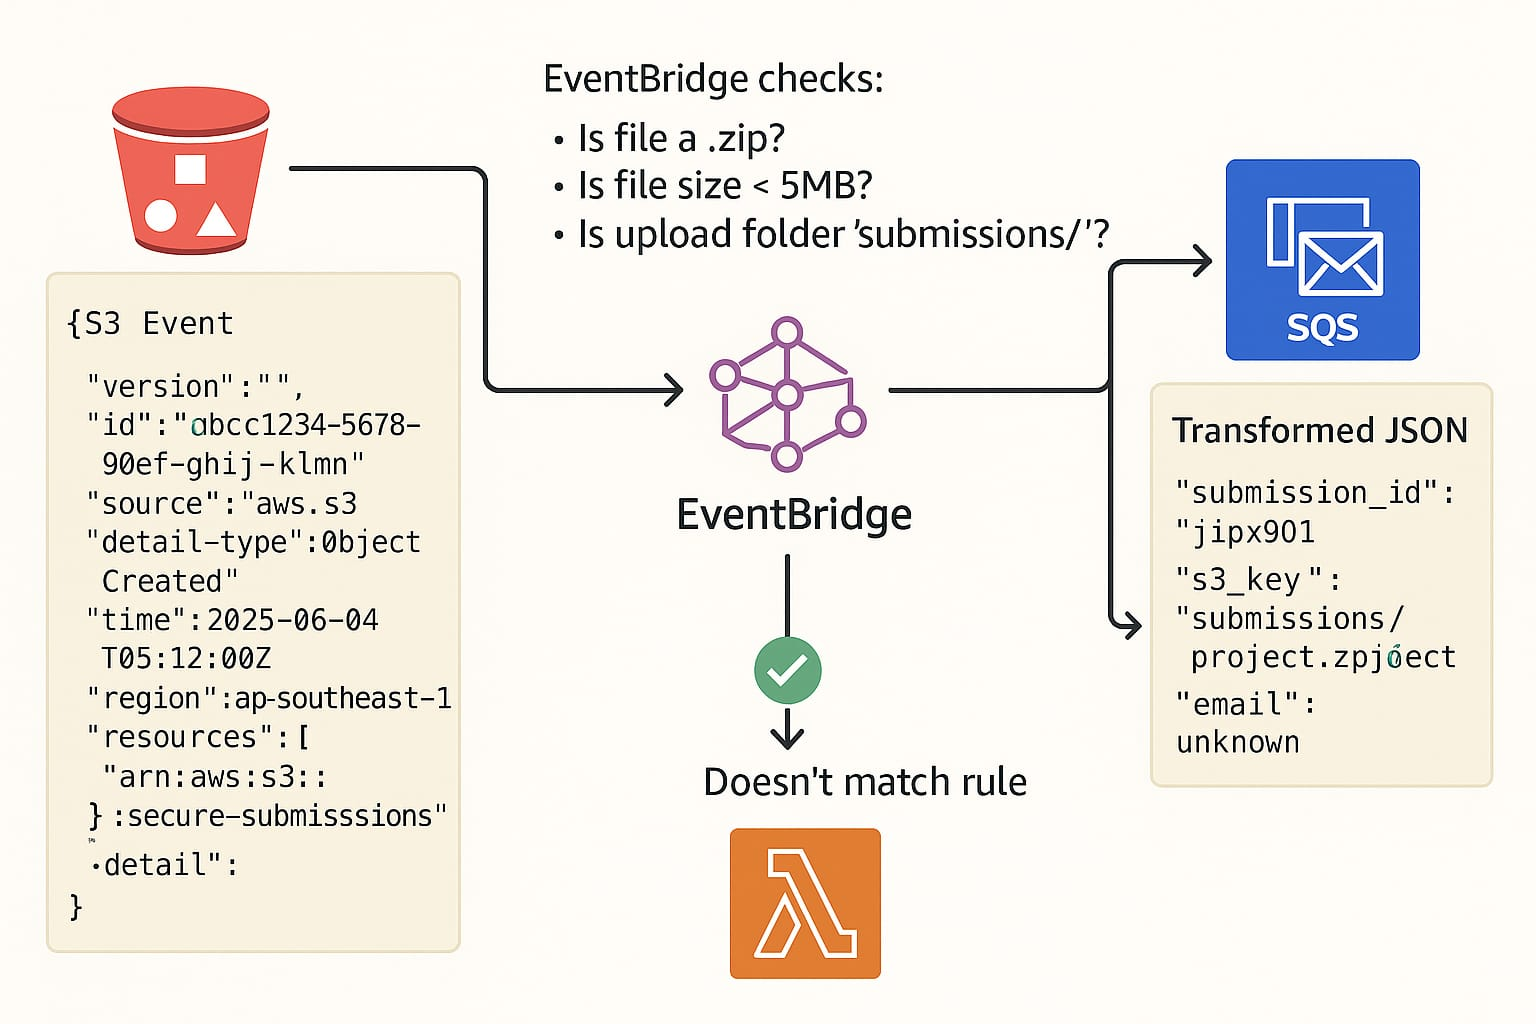 EventBridge checks:
• Is file a .zip?
• Is file size < 5MB?
• Is upload folder 'submissions/'?
{S3 Event
"version":"",
"id":"abcc1234-5678-
90ef-ghij-klmn"
"source":"aws.s3
"detail-type":0bject
Created"
"time":2025-06-04
T05:12:00Z
"region":ap-southeast-1
"resources":[
"arn:aws:s3::
}:secure-submisssions"
·detail":
}
EventBridge
Doesn't match rule
SQS
Transformed JSON
"submission_id":
"jipx901
"s3_key":
"submissions/
"email":
unknown